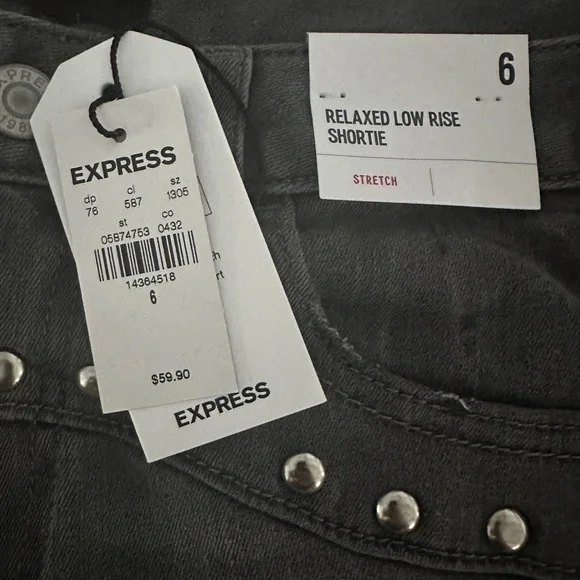 6
RELAXED LOW RISE
SHORTIE
STRETCH
EXPRESS
dp cl sz
76 587 1305
st co
05874753 0432
14364518
6
$59.90
EXPRESS